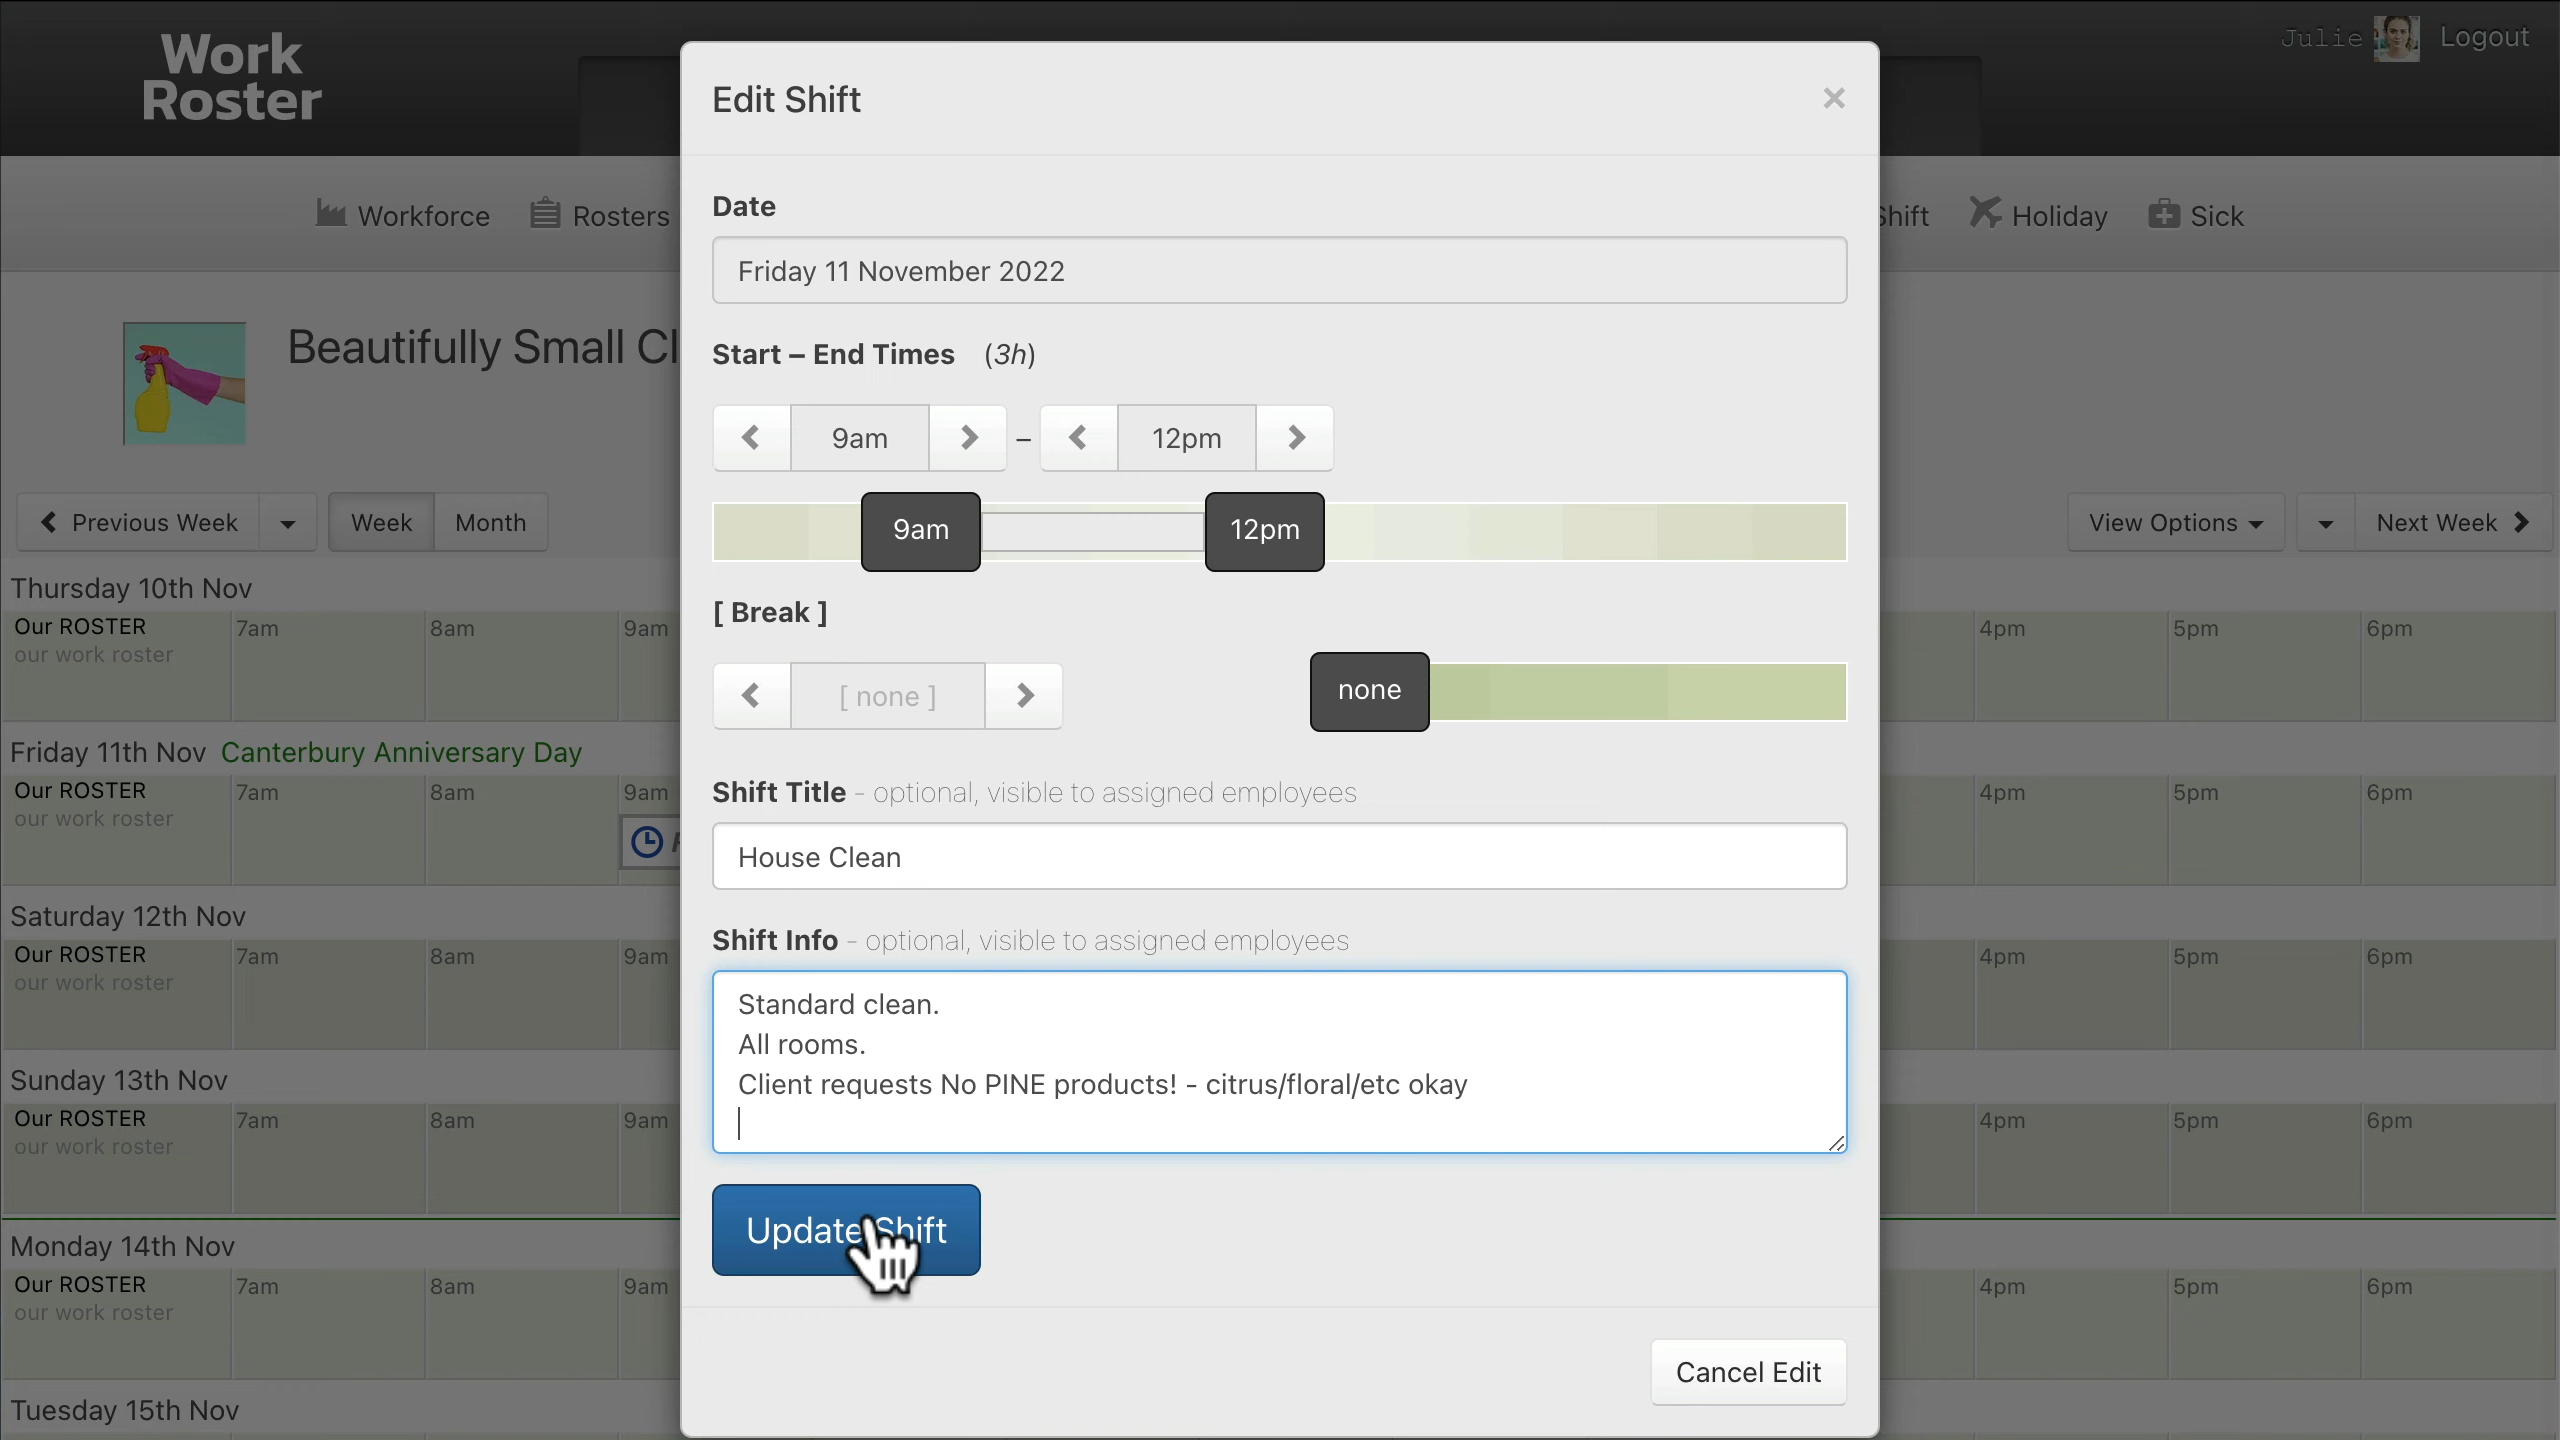 Work
Roster
Julie
Logout
Workforce
Rosters
Shift
Holiday
Sick
Beautifully Small Cl
Previous Week
Week
Month
View Options
Next Week
Edit Shift
×
Date
Friday 11 November 2022
Start – End Times (3h)
9am – 12pm
9am 12pm
[ Break ]
[ none ] none
Shift Title - optional, visible to assigned employees
House Clean
Shift Info - optional, visible to assigned employees
Standard clean.
All rooms.
Client requests No PINE products! - citrus/floral/etc okay
Update Shift
Cancel Edit
Thursday 10th Nov
Our ROSTER 7am 8am 9am 4pm 5pm 6pm
our work roster
Friday 11th Nov Canterbury Anniversary Day
Our ROSTER 7am 8am 9am 4pm 5pm 6pm
our work roster
Saturday 12th Nov
Our ROSTER 7am 8am 9am 4pm 5pm 6pm
our work roster
Sunday 13th Nov
Our ROSTER 7am 8am 9am 4pm 5pm 6pm
our work roster
Monday 14th Nov
Our ROSTER 7am 8am 9am 4pm 5pm 6pm
our work roster
Tuesday 15th Nov